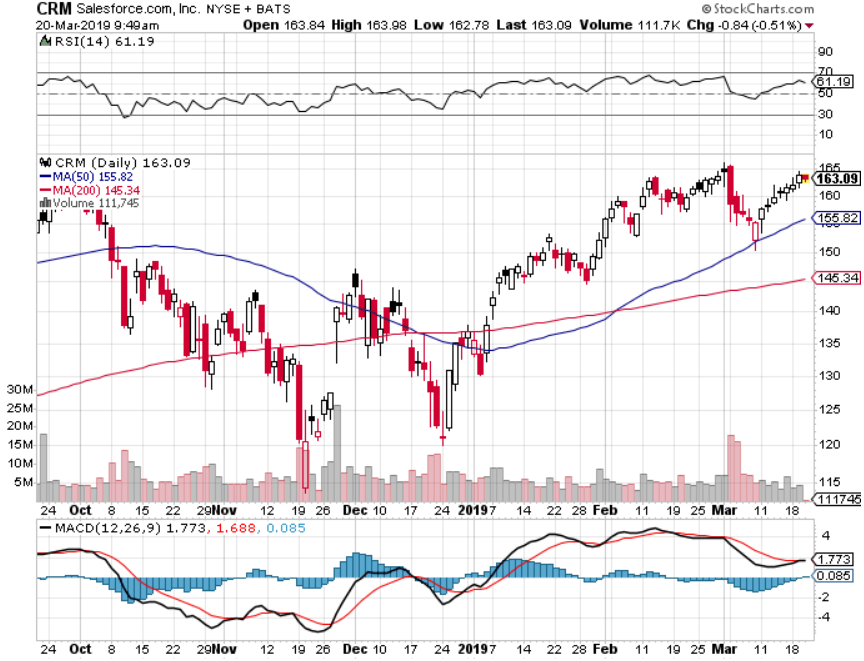 CRM Salesforce.com, Inc. NYSE + BATS © StockCharts.com
20-Mar-2019 9:49am Open 163.84 High 163.98 Low 162.78 Last 163.09 Volume 111.7K Chg -0.84 (-0.51%)
RSI(14) 61.19
90
70
61.19
50
30
10
CRM (Daily) 163.09
MA(50) 155.82
MA(200) 145.34
Volume 111,745
165
163.09
160
155.82
150
145.34
140
135
130
125
120
115
111745
30M
25M
20M
15M
10M
5M
24 Oct 8 15 22 29 Nov 12 19 26 Dec 10 17 24 2019 7 14 22 28 Feb 11 19 25 Mar 11 18
MACD(12,26,9) 1.773, 1.688, 0.085
4
1.773
0.085
-2
-4
24 Oct 8 15 22 29 Nov 12 19 26 Dec 10 17 24 2019 7 14 22 28 Feb 11 19 25 Mar 11 18